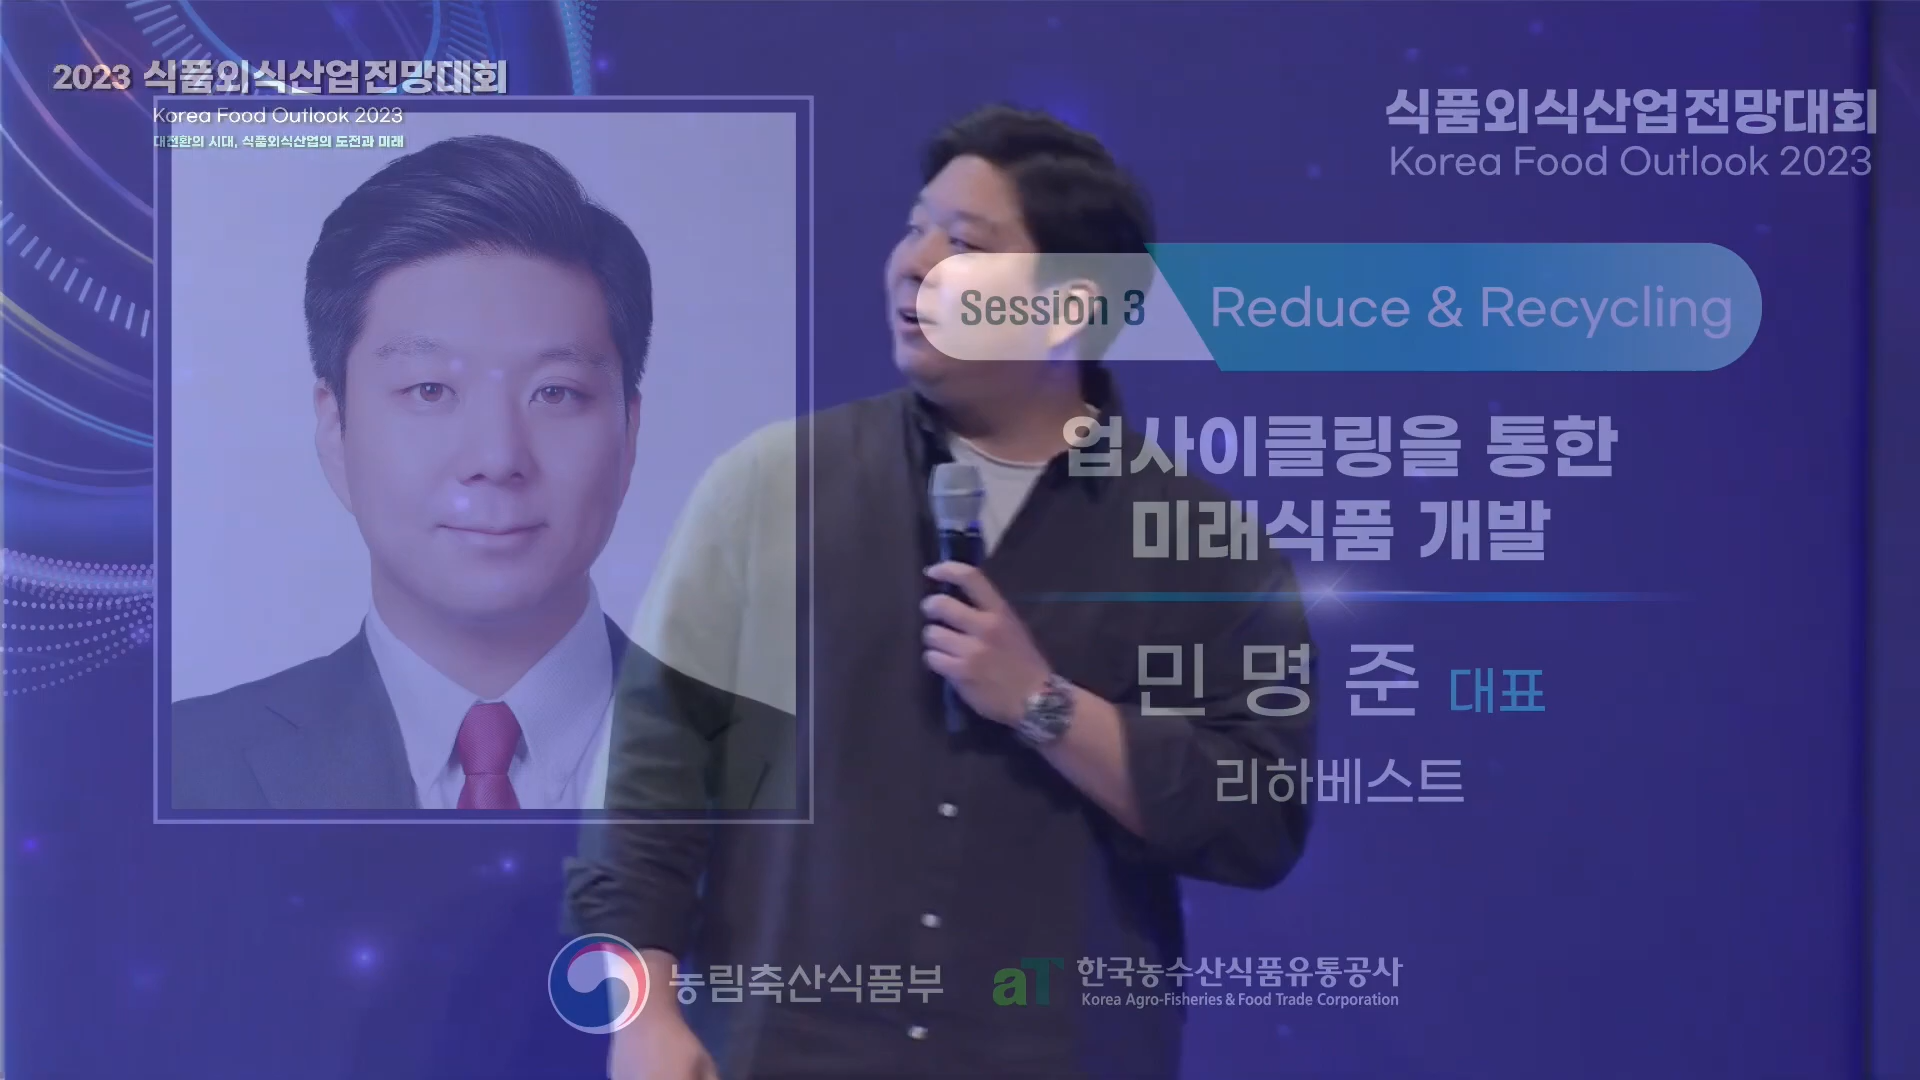 2023 식품외식산업전망대회
Korea Food Outlook 2023
대전환의 시대, 식품외식산업의 도전과 미래
식품외식산업전망대회
Korea Food Outlook 2023
Session 3 Reduce & Recycling
업사이클링을 통한
미래식품 개발
민명준 대표
리하베스트
농림축산식품부
aT 한국농수산식품유통공사
Korea Agro-Fisheries & Food Trade Corporation